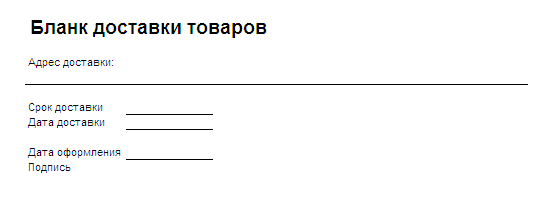 Бланк доставки товаров
Адрес доставки:
Срок доставки
Дата доставки
Дата оформления
Подпись